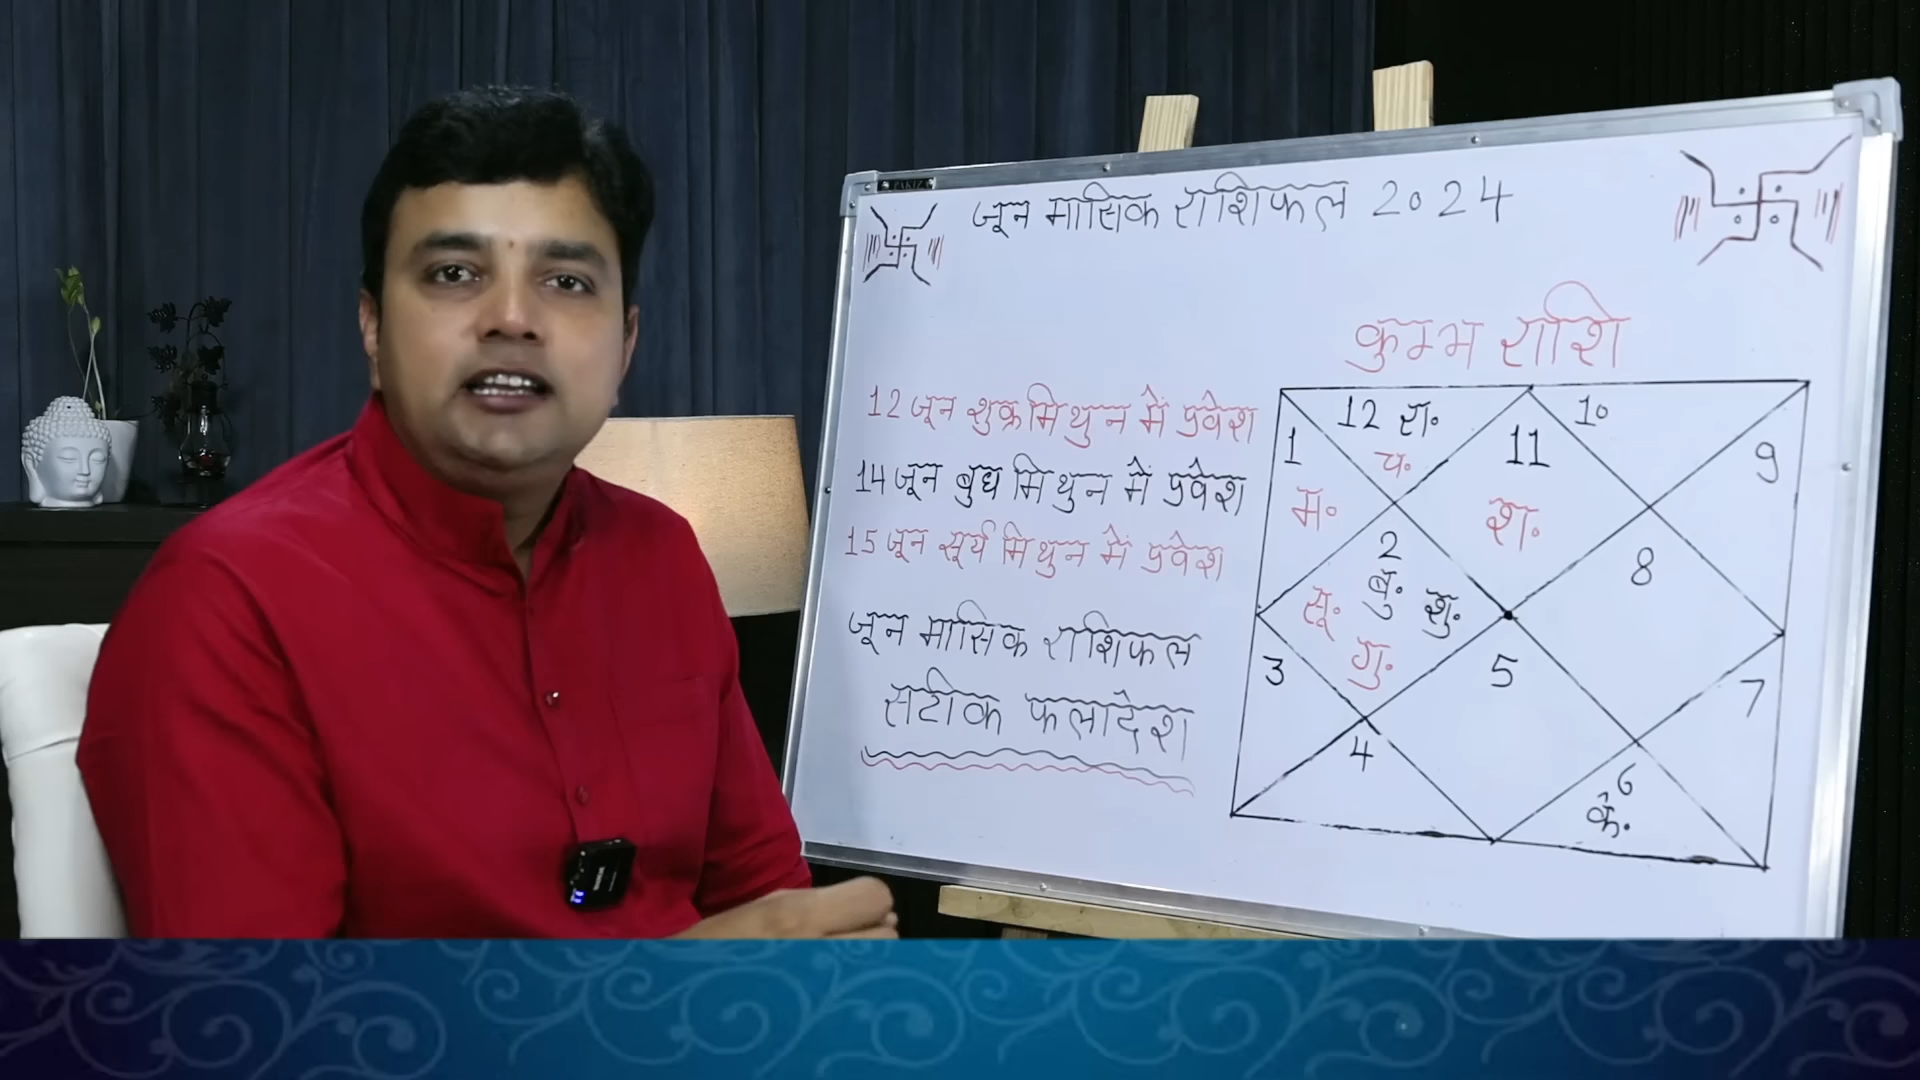 जून मासिक राशिफल 2024
कुम्भ राशि
12 जून शुक्र मिथुन में प्रवेश
14 जून बुध मिथुन में प्रवेश
15 जून सूर्य मिथुन में प्रवेश
जून मासिक राशिफल
सटीक फलादेश
12 रा॰
चं॰
11
श॰
10
9
1
मं॰
2
बु॰
सू॰
शु॰
गु॰
8
3
5
7
4
6
के॰